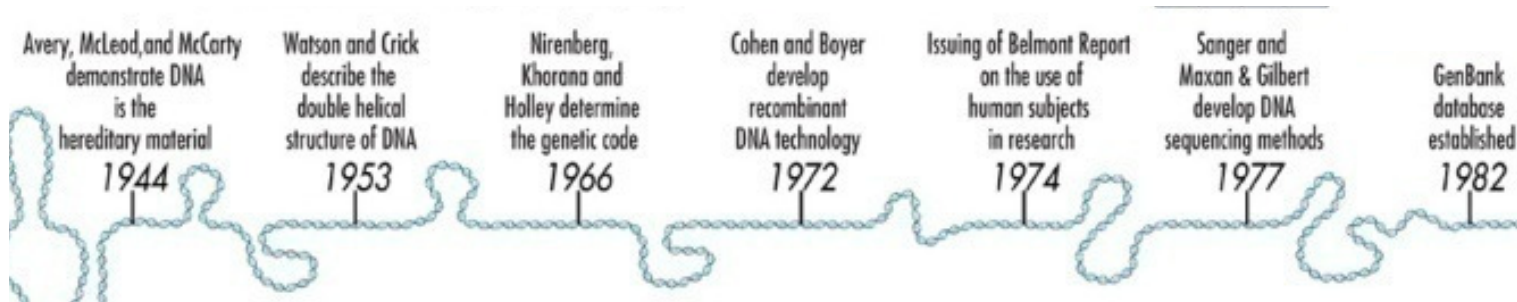 Avery, McLeod,and McCarty
demonstrate DNA
is the
hereditary material
1944
Watson and Crick
describe the
double helical
structure of DNA
1953
Nirenberg,
Khorana and
Holley determine
the genetic code
1966
Cohen and Boyer
develop
recombinant
DNA technology
1972
Issuing of Belmont Report
on the use of
human subjects
in research
1974
Sanger and
Maxan & Gilbert
develop DNA
sequencing methods
1977
GenBank
database
established
1982